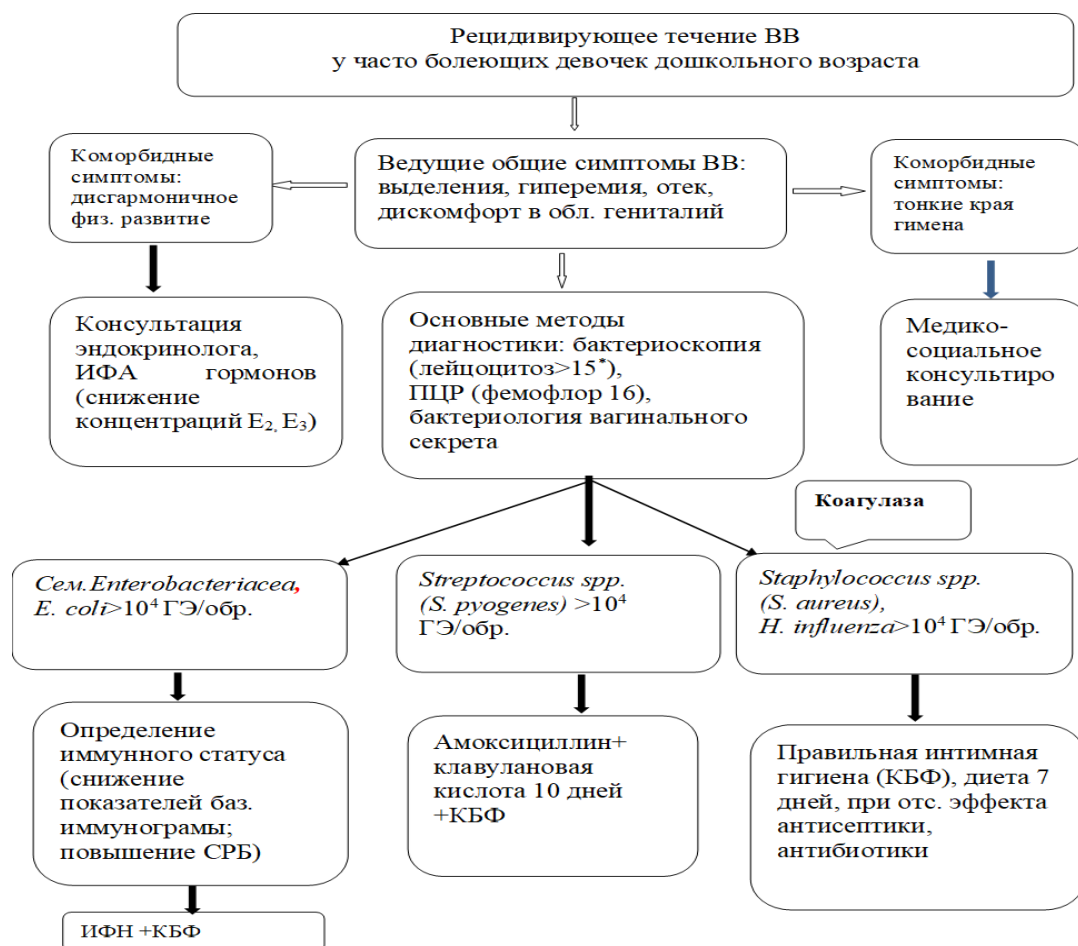 Рецидивирующее течение ВВ
у часто болеющих девочек дошкольного возраста
Коморбидные
симптомы:
дисгармоничное
физ. развитие
Ведущие общие симптомы ВВ:
выделения, гиперемия, отек,
дискомфорт в обл. гениталий
Коморбидные
симптомы:
тонкие края
гимена
Консультация
эндокринолога,
ИФА гормонов
(снижение
концентраций Е₂, Е₃)
Основные методы
диагностики: бактериоскопия
(лейцоцитоз>15*),
ПЦР (фемофлор 16),
бактериология вагинального
секрета
Медико-
социальное
консультиро
вание
Коагулаза
Сем.Enterobacteriacea,
E. coli>10⁴ ГЭ/обр.
Streptococcus spp.
(S. pyogenes) >10⁴
ГЭ/обр.
Staphylococcus spp.
(S. aureus),
H. influenza>10⁴ ГЭ/обр.
Определение
иммунного статуса
(снижение
показателей баз.
иммунограмы;
повышение СРБ)
Амоксициллин+
клавулановая
кислота 10 дней
+КБФ
Правильная интимная
гигиена (КБФ), диета 7
дней, при отс. эффекта
антисептики,
антибиотики
ИФН +КБФ